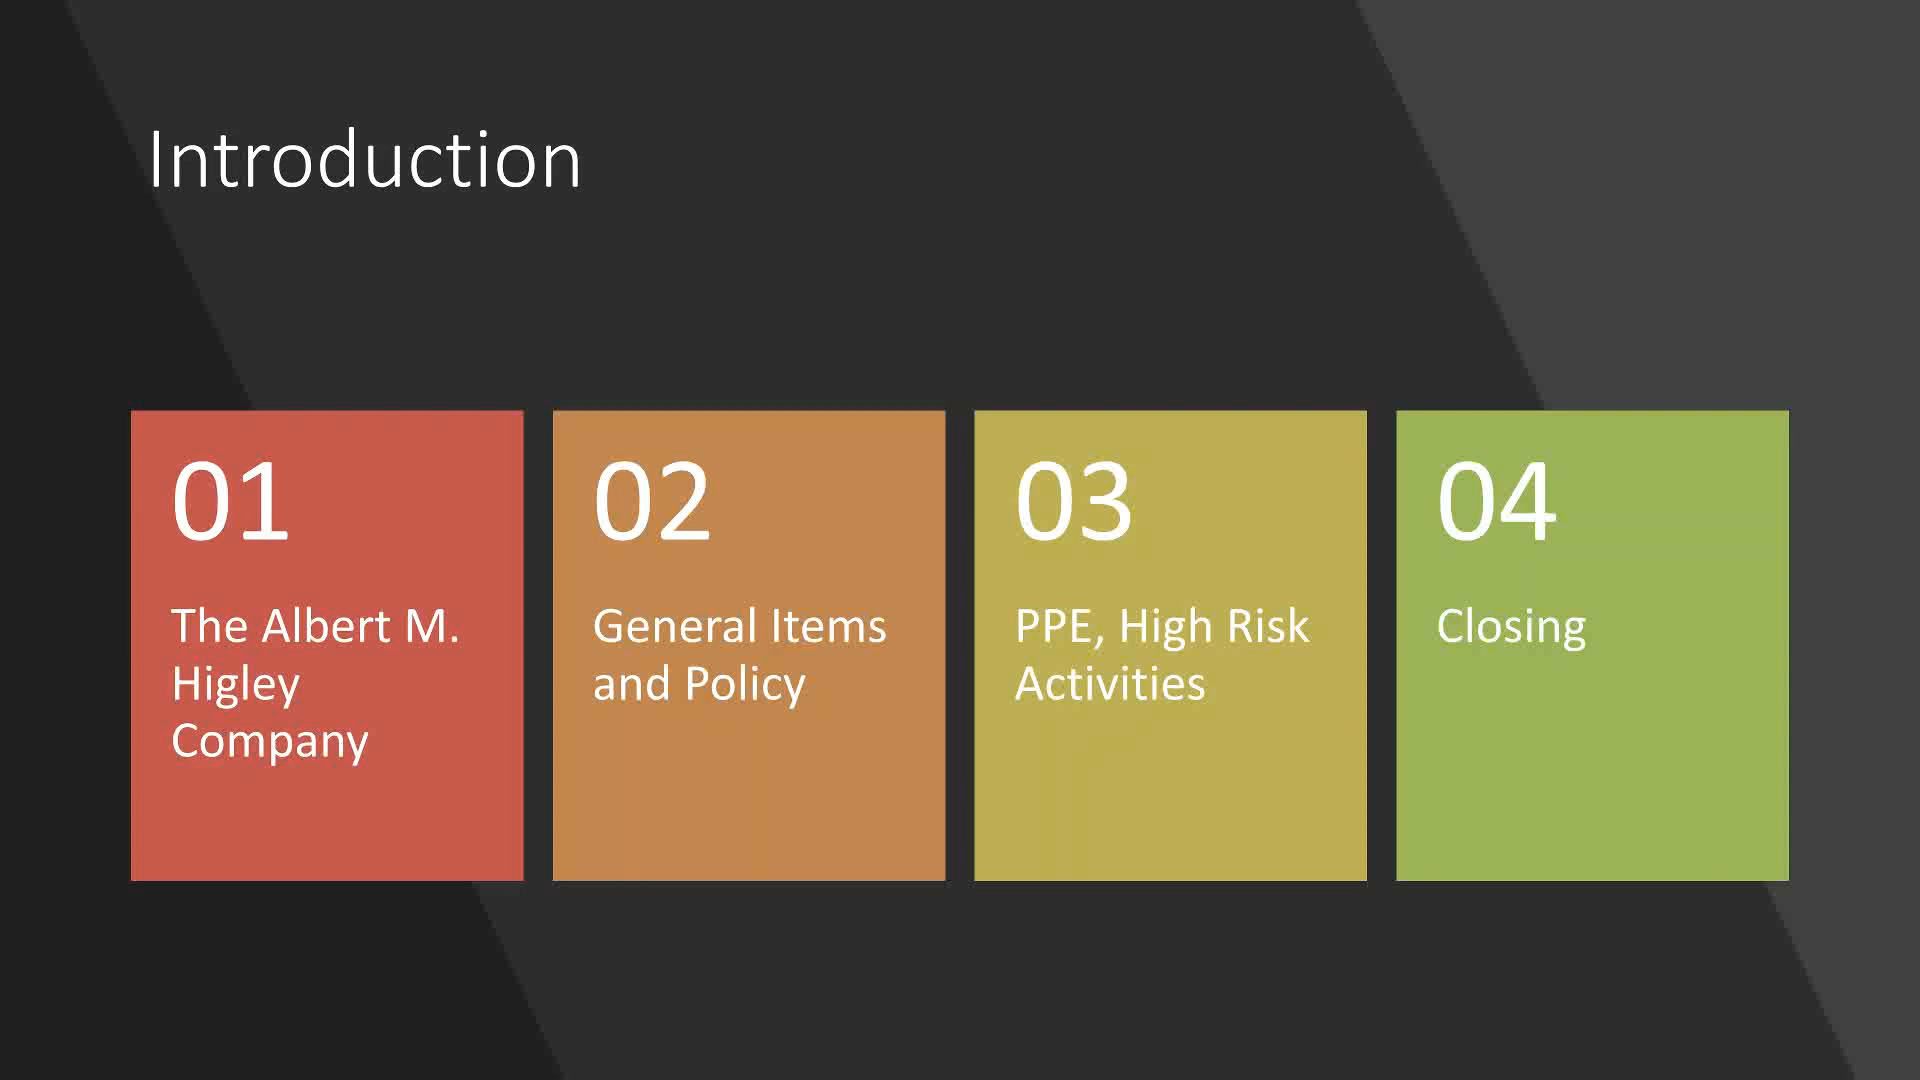 Introduction
01
The Albert M.
Higley
Company
02
General Items
and Policy
03
PPE, High Risk
Activities
04
Closing